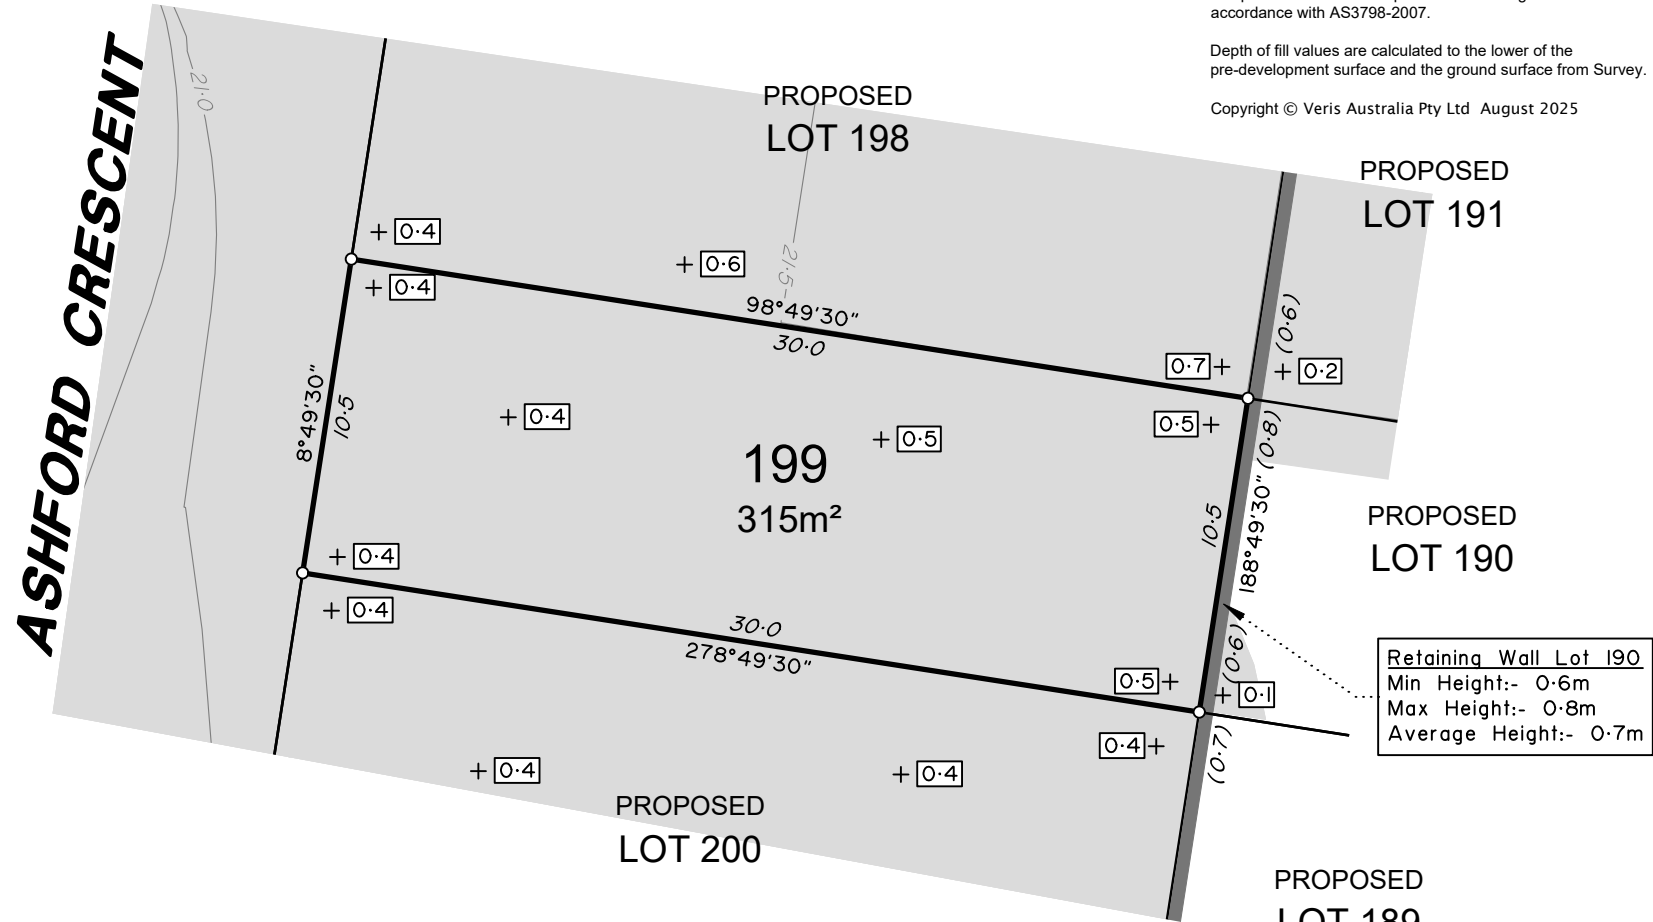 accordance with AS3798-2007.
Depth of fill values are calculated to the lower of the
pre-development surface and the ground surface from Survey.
Copyright © Veris Australia Pty Ltd August 2025
ASHFORD CRESCENT
21·0
PROPOSED
LOT 198
PROPOSED
LOT 191
0·4
0·4
0·6
21·5
98°49'30"
30·0
0·7
(0·6)
0·2
0·5
(0·8)
8°49'30"
10·5
0·4
0·5
199
315m²
10·5
188°49'30"
PROPOSED
LOT 190
0·4
0·4
30·0
278°49'30"
0·5
(0·6)
0·1
0·4
(0·7)
Retaining Wall Lot 190
Min Height:- 0·6m
Max Height:- 0·8m
Average Height:- 0·7m
0·4
0·4
PROPOSED
LOT 200
PROPOSED
LOT 189